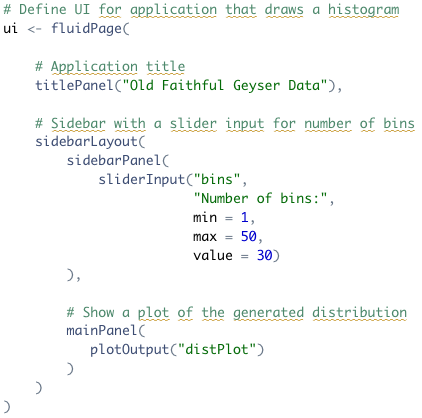 # Define UI for application that draws a histogram
ui <- fluidPage(

    # Application title
    titlePanel("Old Faithful Geyser Data"),

    # Sidebar with a slider input for number of bins
    sidebarLayout(
        sidebarPanel(
            sliderInput("bins",
                        "Number of bins:",
                        min = 1,
                        max = 50,
                        value = 30)
        ),

        # Show a plot of the generated distribution
        mainPanel(
           plotOutput("distPlot")
        )
    )
)